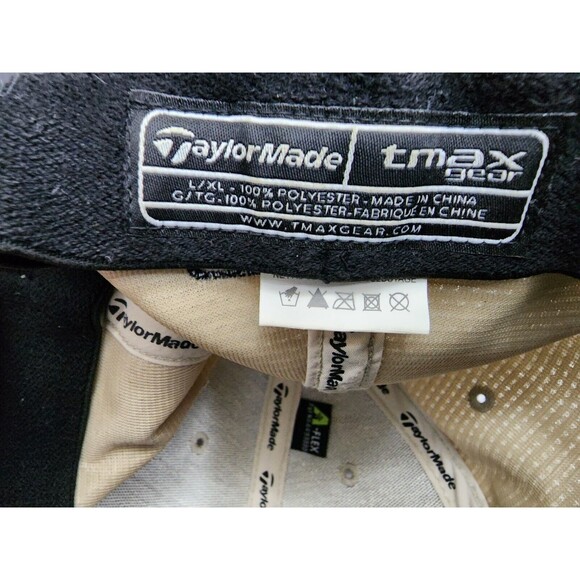 TaylorMade
tmax
gear
L/XL - 100% POLYESTER - MADE IN CHINA
G/TG-100% POLYESTER-FABRIQUÉ EN CHINE
WWW.TMAXGEAR.COM
TaylorMade
TaylorMade
TaylorMade
TaylorMade
A-FLEX